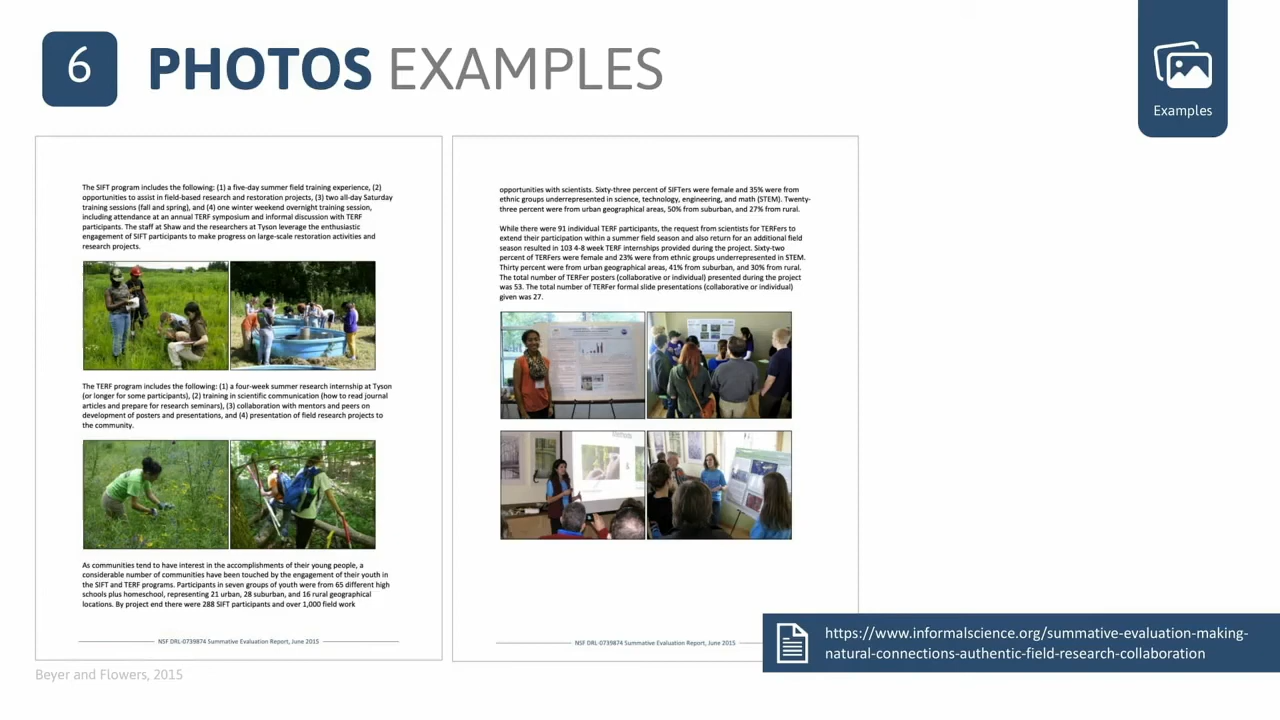 6
PHOTOS EXAMPLES
Examples
The SIFT program includes the following: (1) a five-day summer field training experience, (2)
opportunities to assist in field-based research and restoration projects, (3) two all-day Saturday
training sessions (fall and spring), and (4) one winter weekend overnight training session,
including attendance at an annual TERF symposium and informal discussion with TERF
participants. The staff at Shaw and the researchers at Tyson leverage the enthusiastic
engagement of SIFT participants to make progress on large-scale restoration activities and
research projects.
The TERF program includes the following: (1) a four-week summer research internship at Tyson
(or longer for some participants), (2) training in scientific communication (how to read journal
articles and prepare for research seminars), (3) collaboration with mentors and peers on
development of posters and presentations, and (4) presentation of field research projects to
the community.
As communities tend to have interest in the accomplishments of their young people, a
considerable number of communities have been touched by the engagement of their youth in
the SIFT and TERF programs. Participants in seven groups of youth were from 65 different high
schools plus homeschool, representing 21 urban, 28 suburban, and 16 rural geographical
locations. By project end there were 288 SIFT participants and over 1,000 field work
NSF DRL-0739874 Summative Evaluation Report, June 2015
opportunities with scientists. Sixty-three percent of SIFTers were female and 35% were from
ethnic groups underrepresented in science, technology, engineering, and math (STEM). Twenty-
three percent were from urban geographical areas, 50% from suburban, and 27% from rural.
While there were 91 individual TERF participants, the request from scientists for TERFers to
extend their participation within a summer field season and also return for an additional field
season resulted in 103 4-8 week TERF internships provided during the project. Sixty-two
percent of TERFers were female and 23% were from ethnic groups underrepresented in STEM.
Thirty percent were from urban geographical areas, 41% from suburban, and 30% from rural.
The total number of TERFer posters (collaborative or individual) presented during the project
was 53. The total number of TERFer formal slide presentations (collaborative or individual)
given was 27.
NSF DRL-0739874 Summative Evaluation Report, June 2015
https://www.informalscience.org/summative-evaluation-making-
natural-connections-authentic-field-research-collaboration
Beyer and Flowers, 2015